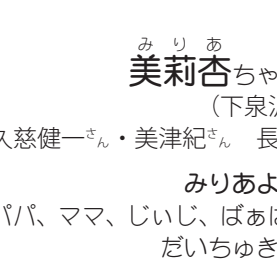 みりあ
美莉杏ちゃ
（下泉
久慈健一さん・美津紀さん　長
みりあよ
パパ、ママ、じぃじ、ばぁ
だいちゅき